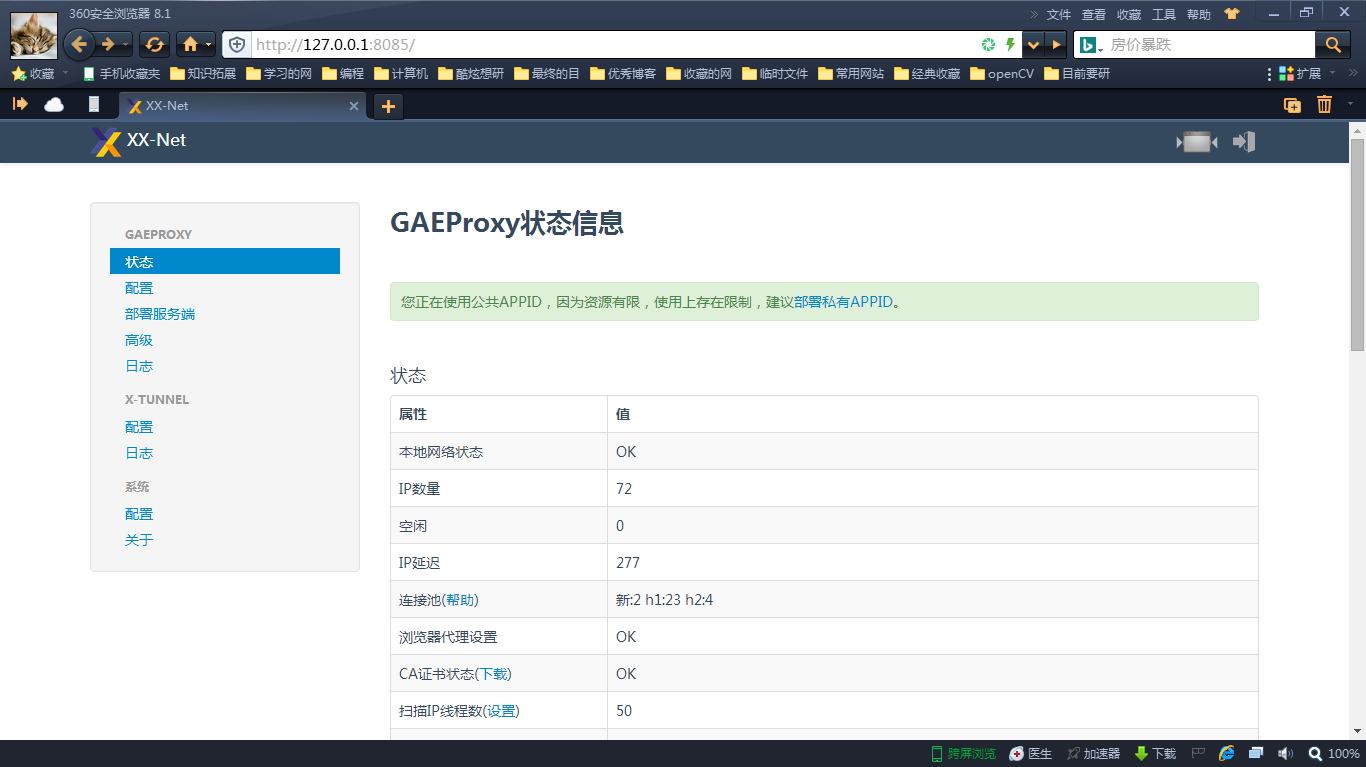 360安全浏览器 8.1
» 文件 查看 收藏 工具 帮助
http://127.0.0.1:8085/ 房价暴跌
收藏 手机收藏夹 知识拓展 学习的网 编程 计算机 酷炫想研 最终的目 优秀博客 收藏的网 临时文件 常用网站 经典收藏 openCV 目前要研 扩展 »
XX-Net
XX-Net
GAEPROXY
状态
配置
部署服务端
高级
日志
X-TUNNEL
配置
日志
系统
配置
关于
GAEProxy状态信息
您正在使用公共APPID，因为资源有限，使用上存在限制，建议部署私有APPID。
状态
属性 值
本地网络状态 OK
IP数量 72
空闲 0
IP延迟 277
连接池(帮助) 新:2 h1:23 h2:4
浏览器代理设置 OK
CA证书状态(下载) OK
扫描IP线程数(设置) 50
跨屏浏览 医生 加速器 下载 100%